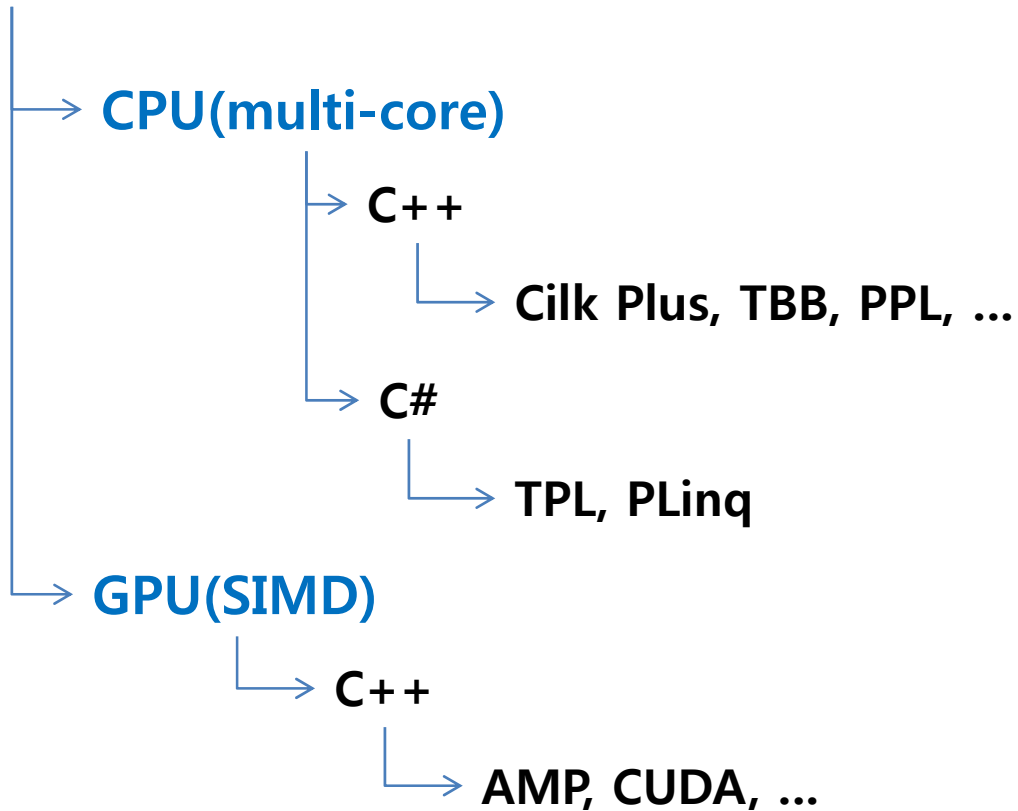 CPU(multi-core)
C++
Cilk Plus, TBB, PPL, ...
C#
TPL, PLinq
GPU(SIMD)
C++
AMP, CUDA, ...